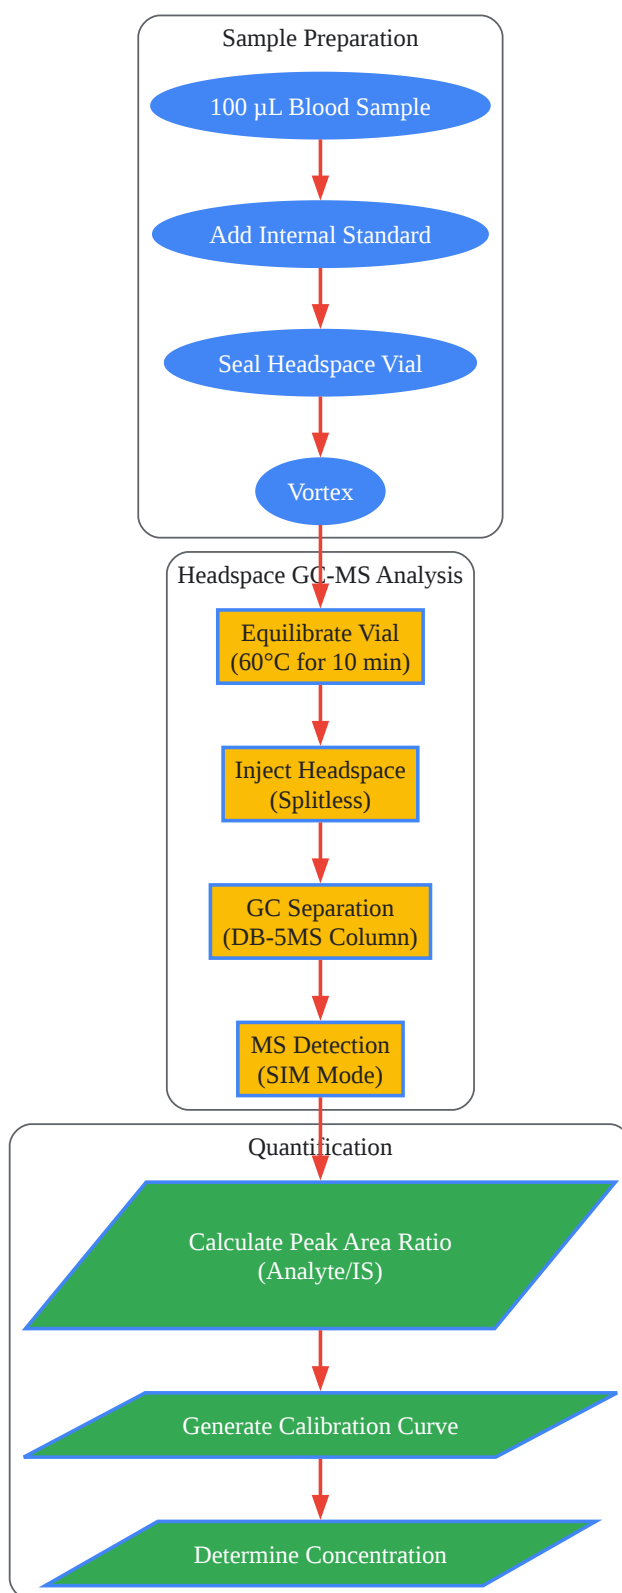 Sample Preparation
100 µL Blood Sample
Add Internal Standard
Seal Headspace Vial
Vortex
Headspace GC-MS Analysis
Equilibrate Vial
(60°C for 10 min)
Inject Headspace
(Splitless)
GC Separation
(DB-5MS Column)
MS Detection
(SIM Mode)
Quantification
Calculate Peak Area Ratio
(Analyte/IS)
Generate Calibration Curve
Determine Concentration